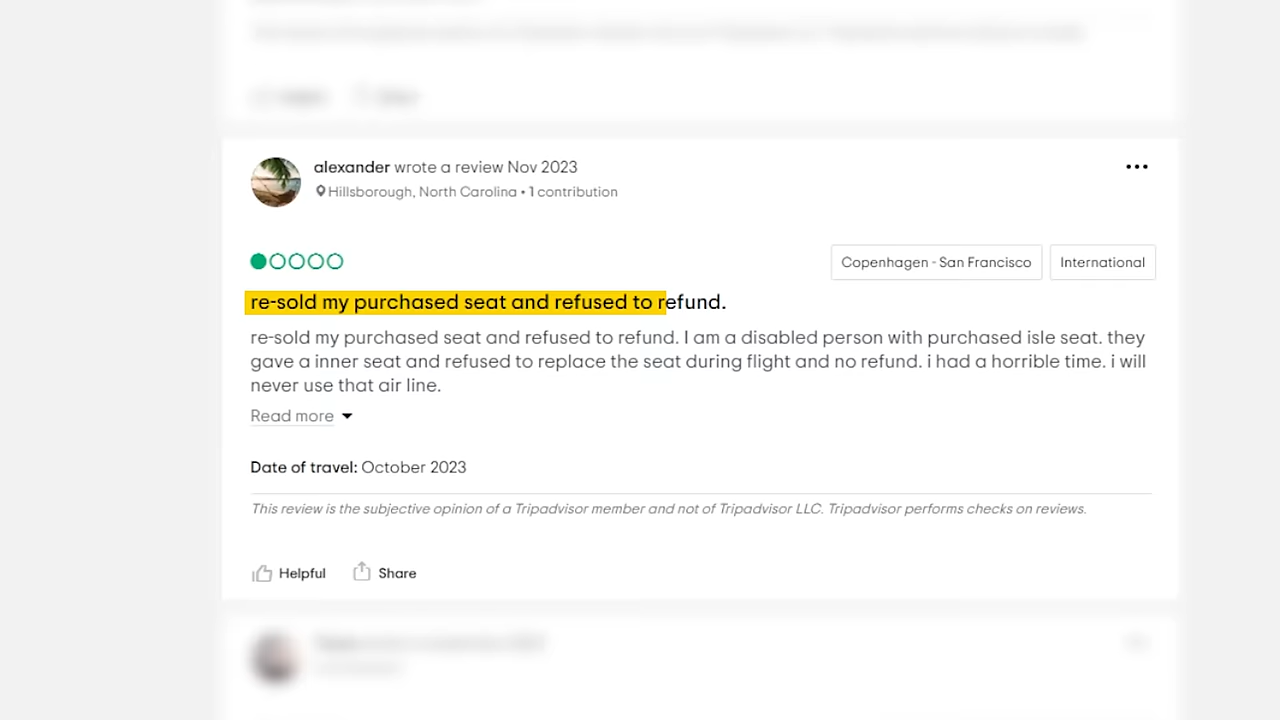 alexander wrote a review Nov 2023
Hillsborough, North Carolina • 1 contribution
Copenhagen - San Francisco
International
re-sold my purchased seat and refused to refund.
re-sold my purchased seat and refused to refund. I am a disabled person with purchased isle seat. they
gave a inner seat and refused to replace the seat during flight and no refund. i had a horrible time. i will
never use that air line.
Read more
Date of travel: October 2023
This review is the subjective opinion of a Tripadvisor member and not of Tripadvisor LLC. Tripadvisor performs checks on reviews.
Helpful
Share